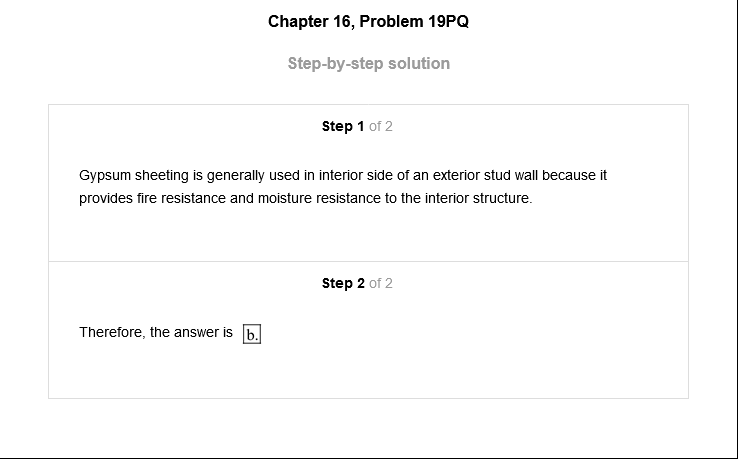 Chapter 16, Problem 19PQ
Step-by-step solution
Step 1 of 2
Gypsum sheeting is generally used in interior side of an exterior stud wall because it
provides fire resistance and moisture resistance to the interior structure.
Step 2 of 2
Therefore, the answer is b.